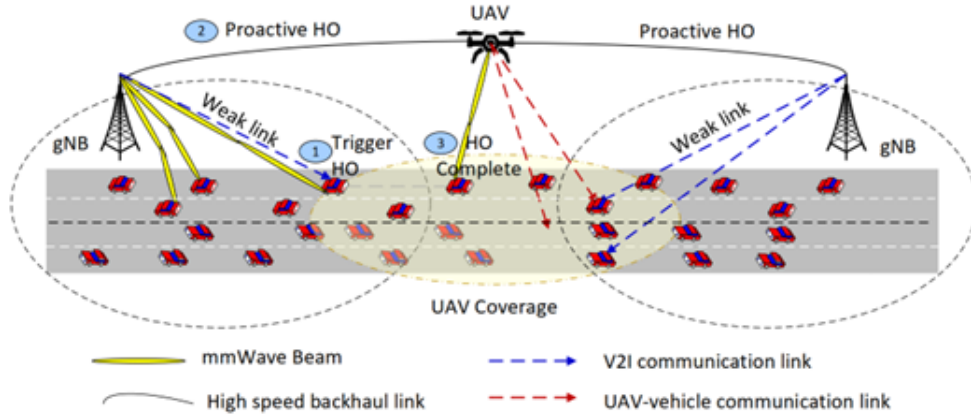 UAV
2 Proactive HO
Proactive HO
gNB
Weak link
1 Trigger
HO
3 HO
Complete
Weak link
gNB
UAV Coverage
mmWave Beam
V2I communication link
High speed backhaul link
UAV-vehicle communication link